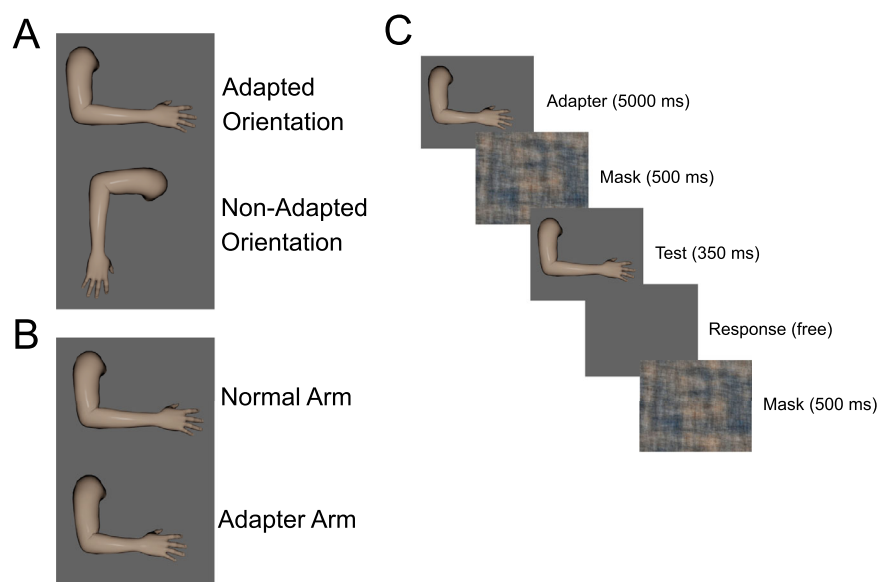 A
Adapted
Orientation
Non-Adapted
Orientation
B
Normal Arm
Adapter Arm
C
Adapter (5000 ms)
Mask (500 ms)
Test (350 ms)
Response (free)
Mask (500 ms)